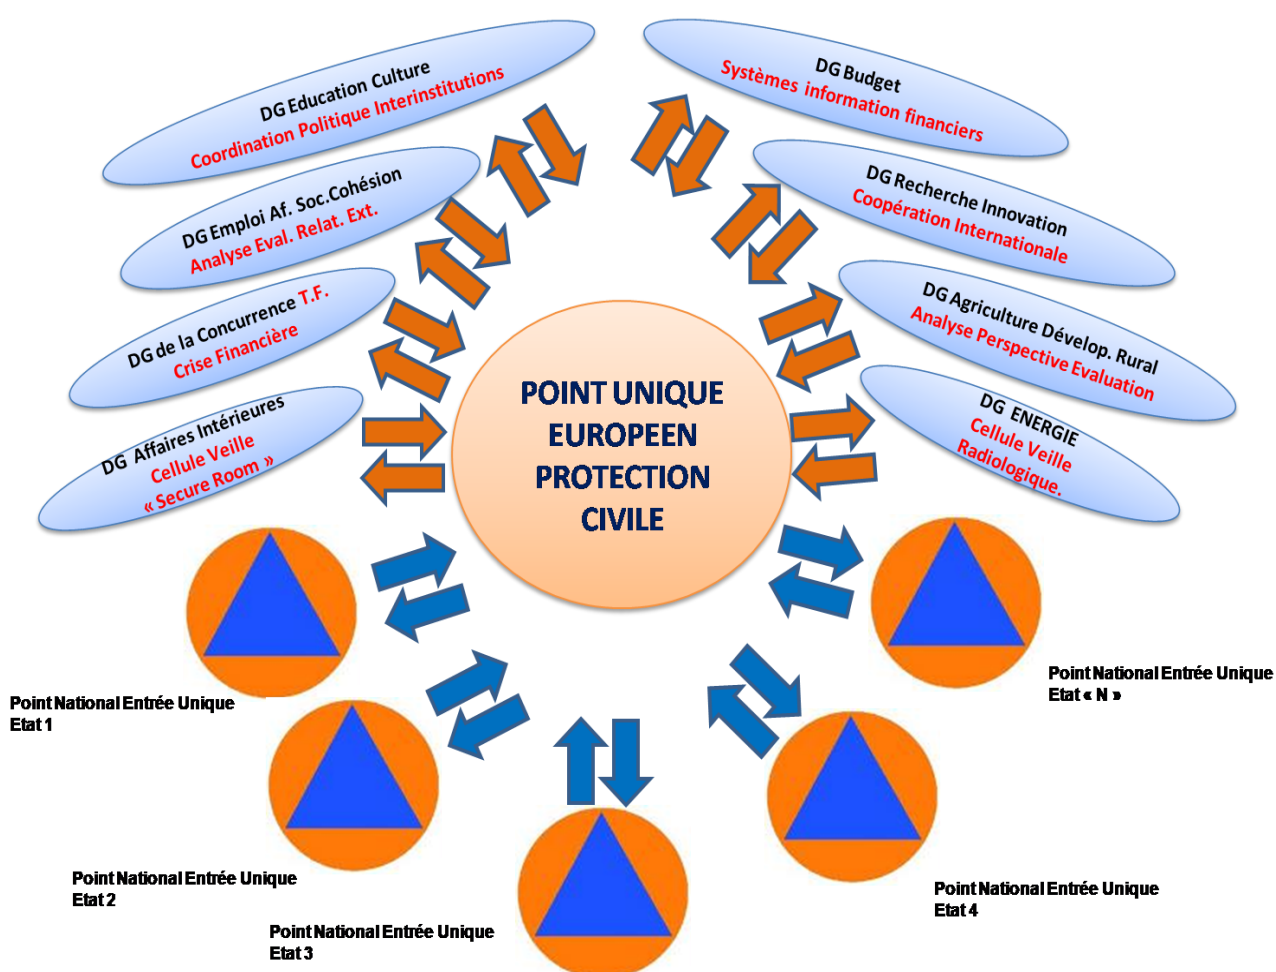 DG Education Culture
Coordination Politique Interinstitutions
DG Emploi Af. Soc.Cohésion
Analyse Eval. Relat. Ext.
DG de la Concurrence T.F.
Crise Financière
DG Affaires Intérieures
Cellule Veille
« Secure Room »
DG Budget
Systèmes information financiers
DG Recherche Innovation
Coopération Internationale
DG Agriculture Dévelop. Rural
Analyse Perspective Evaluation
DG ENERGIE
Cellule Veille
Radiologique.
POINT UNIQUE
EUROPEEN
PROTECTION
CIVILE
Point National Entrée Unique
Etat 1
Point National Entrée Unique
Etat 2
Point National Entrée Unique
Etat 3
Point National Entrée Unique
Etat 4
Point National Entrée Unique
Etat « N »